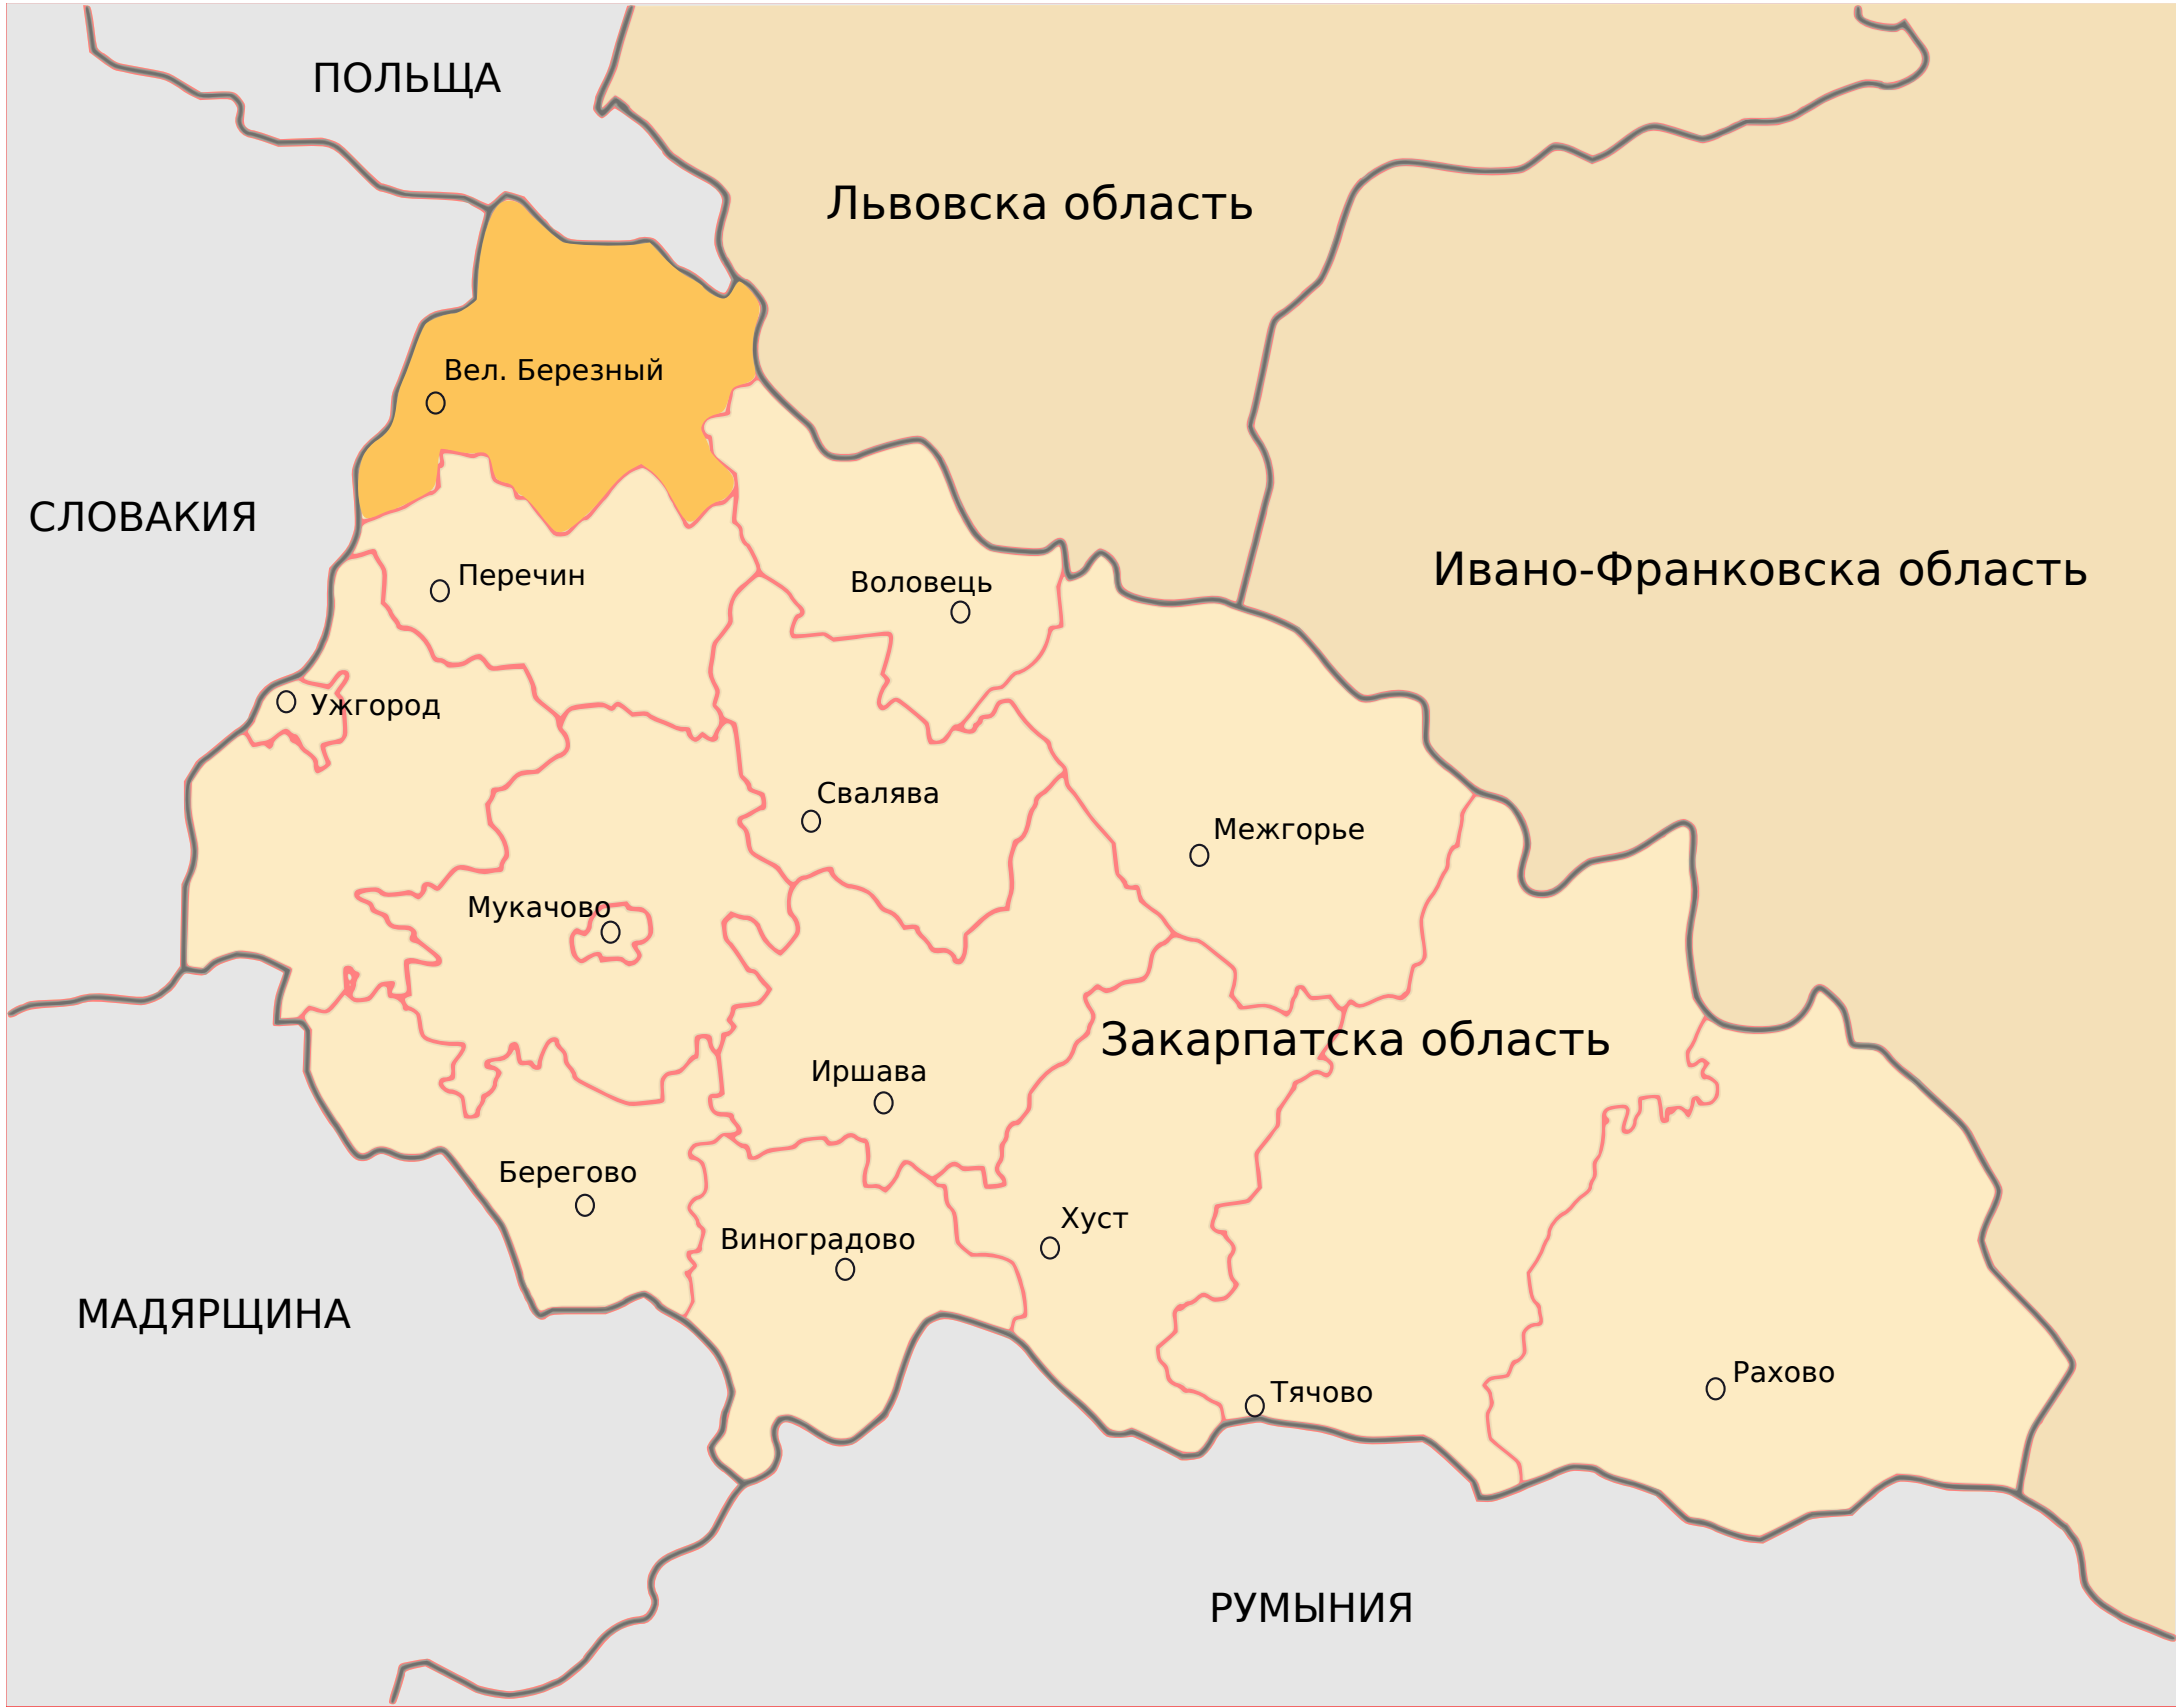 ПОЛЬЩА
Львовска область
Вел. Березный
СЛОВАКИЯ
Ивано-Франковска область
Перечин
Воловець
Ужгород
Свалява
Межгорье
Мукачово
Закарпатска область
Иршава
Берегово
Хуст
Виноградово
МАДЯРЩИНА
Рахово
Тячово
РУМЫНИЯ